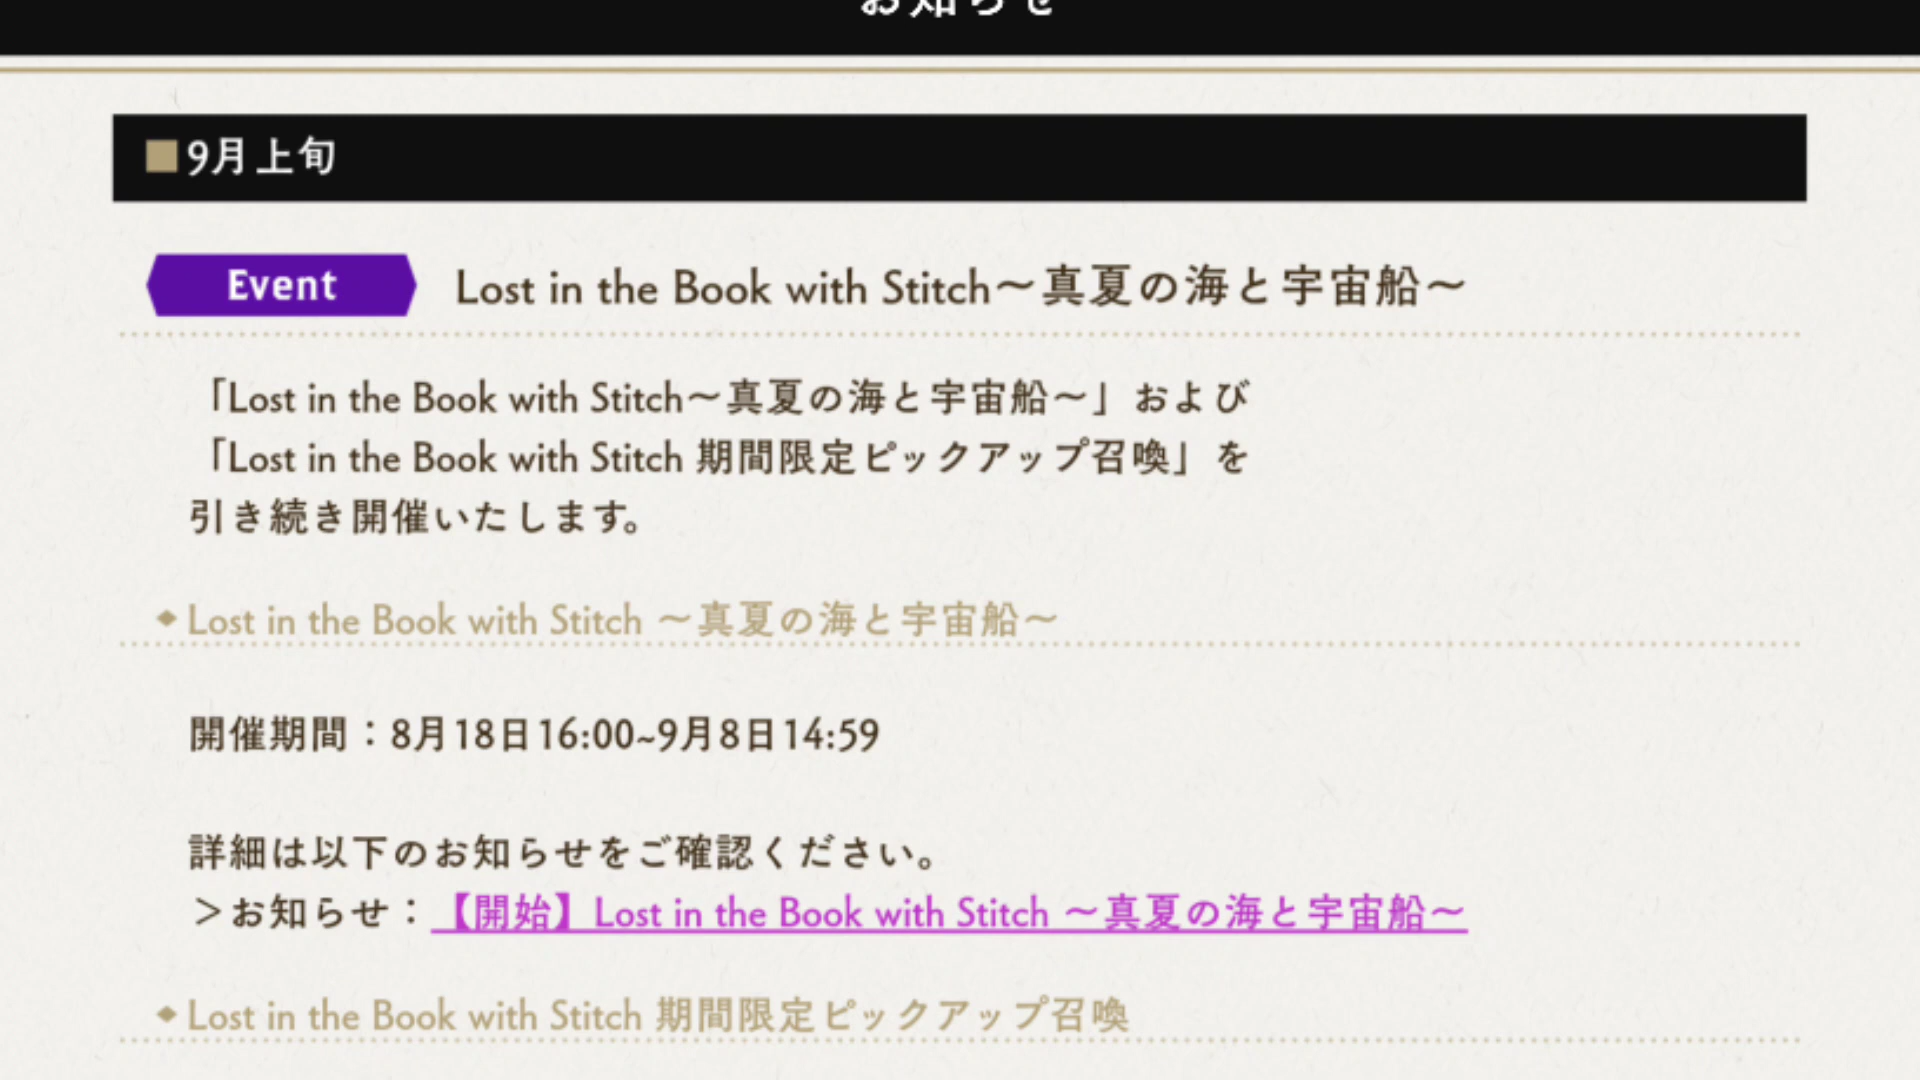 お知らせ
■9月上旬
Event Lost in the Book with Stitch～真夏の海と宇宙船～
「Lost in the Book with Stitch～真夏の海と宇宙船～」および
「Lost in the Book with Stitch 期間限定ピックアップ召喚」を
引き続き開催いたします。
◆Lost in the Book with Stitch ～真夏の海と宇宙船～
開催期間：8月18日16:00~9月8日14:59
詳細は以下のお知らせをご確認ください。
＞お知らせ：【開始】Lost in the Book with Stitch ～真夏の海と宇宙船～
◆Lost in the Book with Stitch 期間限定ピックアップ召喚